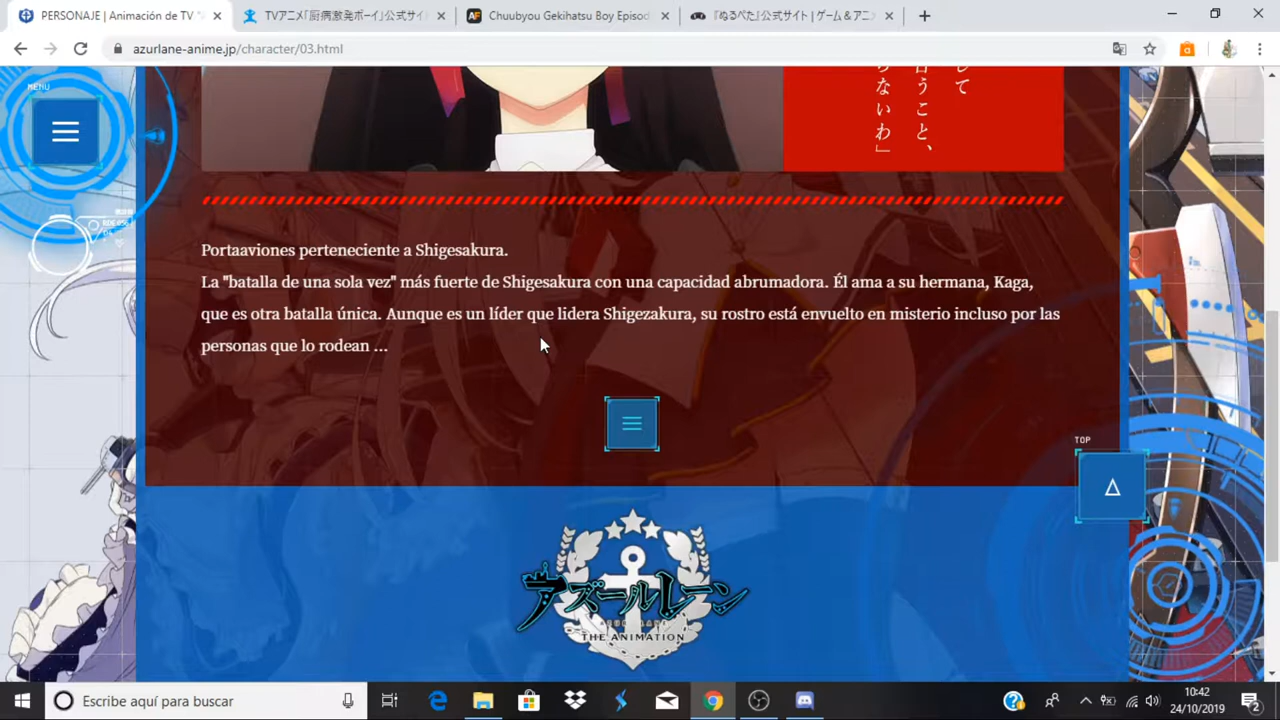 PERSONAJE | Animación de TV "
TVアニメ「厨病激発ボーイ」公式サイ
Chuubyou Gekihatsu Boy Episod
『ぬるぺた』公式サイト | ゲーム＆アニ
azurlane-anime.jp/character/03.html
MENU
して
うこと、
らないわ」
Portaaviones perteneciente a Shigesakura.
La "batalla de una sola vez" más fuerte de Shigesakura con una capacidad abrumadora. Él ama a su hermana, Kaga,
que es otra batalla única. Aunque es un líder que lidera Shigezakura, su rostro está envuelto en misterio incluso por las
personas que lo rodean ...
TOP
アズールレーン
THE ANIMATION
Escribe aquí para buscar
10:42
24/10/2019
2